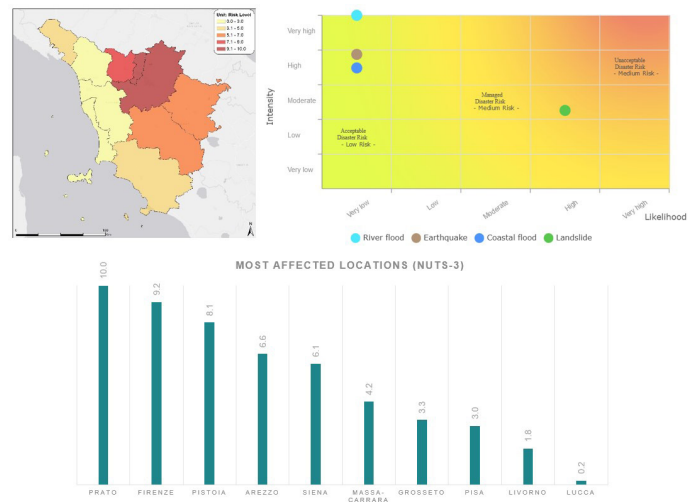 Unit: Risk Level
0.0 - 3.0
3.1 - 5.0
5.1 - 7.0
7.1 - 9.0
9.1 - 10.0
N
Intensity
Very high
High
Moderate
Low
Very low
Unacceptable
Disaster Risk
- Medium Risk -
Managed
Disaster Risk
- Medium Risk -
Acceptable
Disaster Risk
- Low Risk -
Very low
Low
Moderate
High
Very high
Likelihood
River flood
Earthquake
Coastal flood
Landslide
MOST AFFECTED LOCATIONS (NUTS-3)
10.0
9.2
8.1
6.6
6.1
4.2
3.3
3.0
1.8
0.2
PRATO
FIRENZE
PISTOIA
AREZZO
SIENA
MASSA-
CARRARA
GROSSETO
PISA
LIVORNO
LUCCA